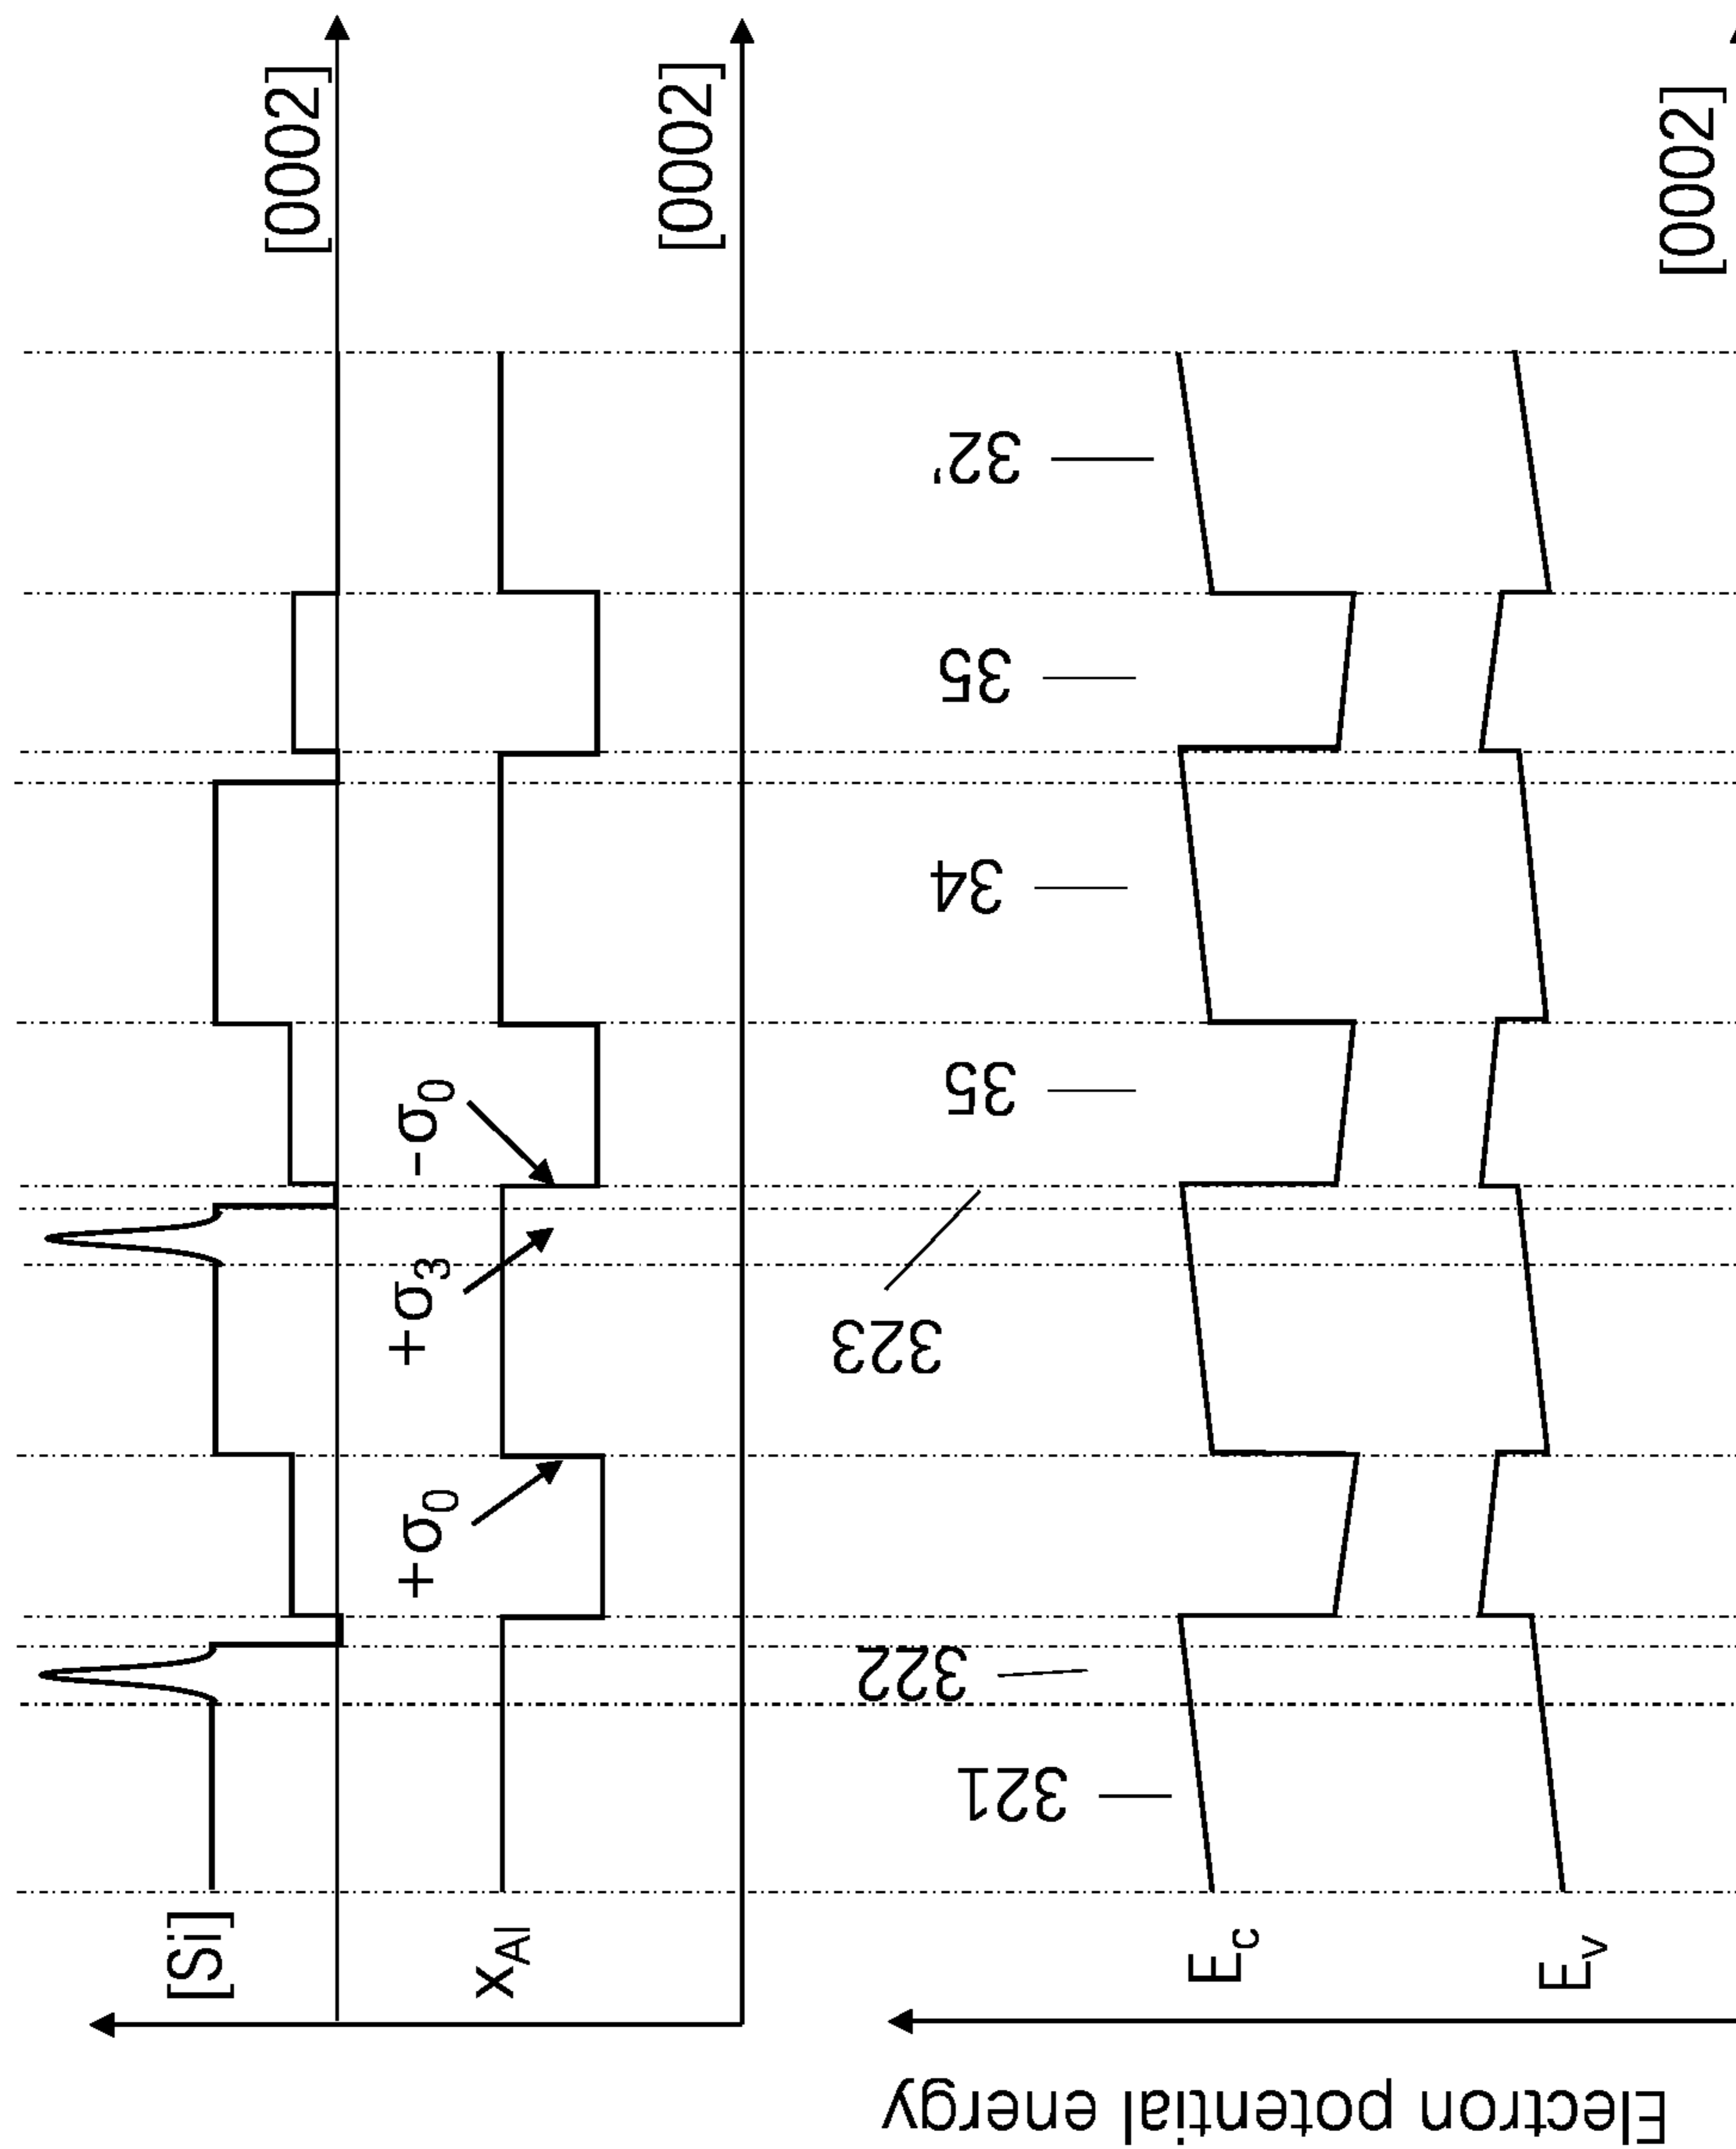 [Si]
[0002]
x_Al
+σ_0
+σ_3
-σ_0
[0002]
321
322
323
35
34
35
32'
E_c
E_v
Electron potential energy
[0002]